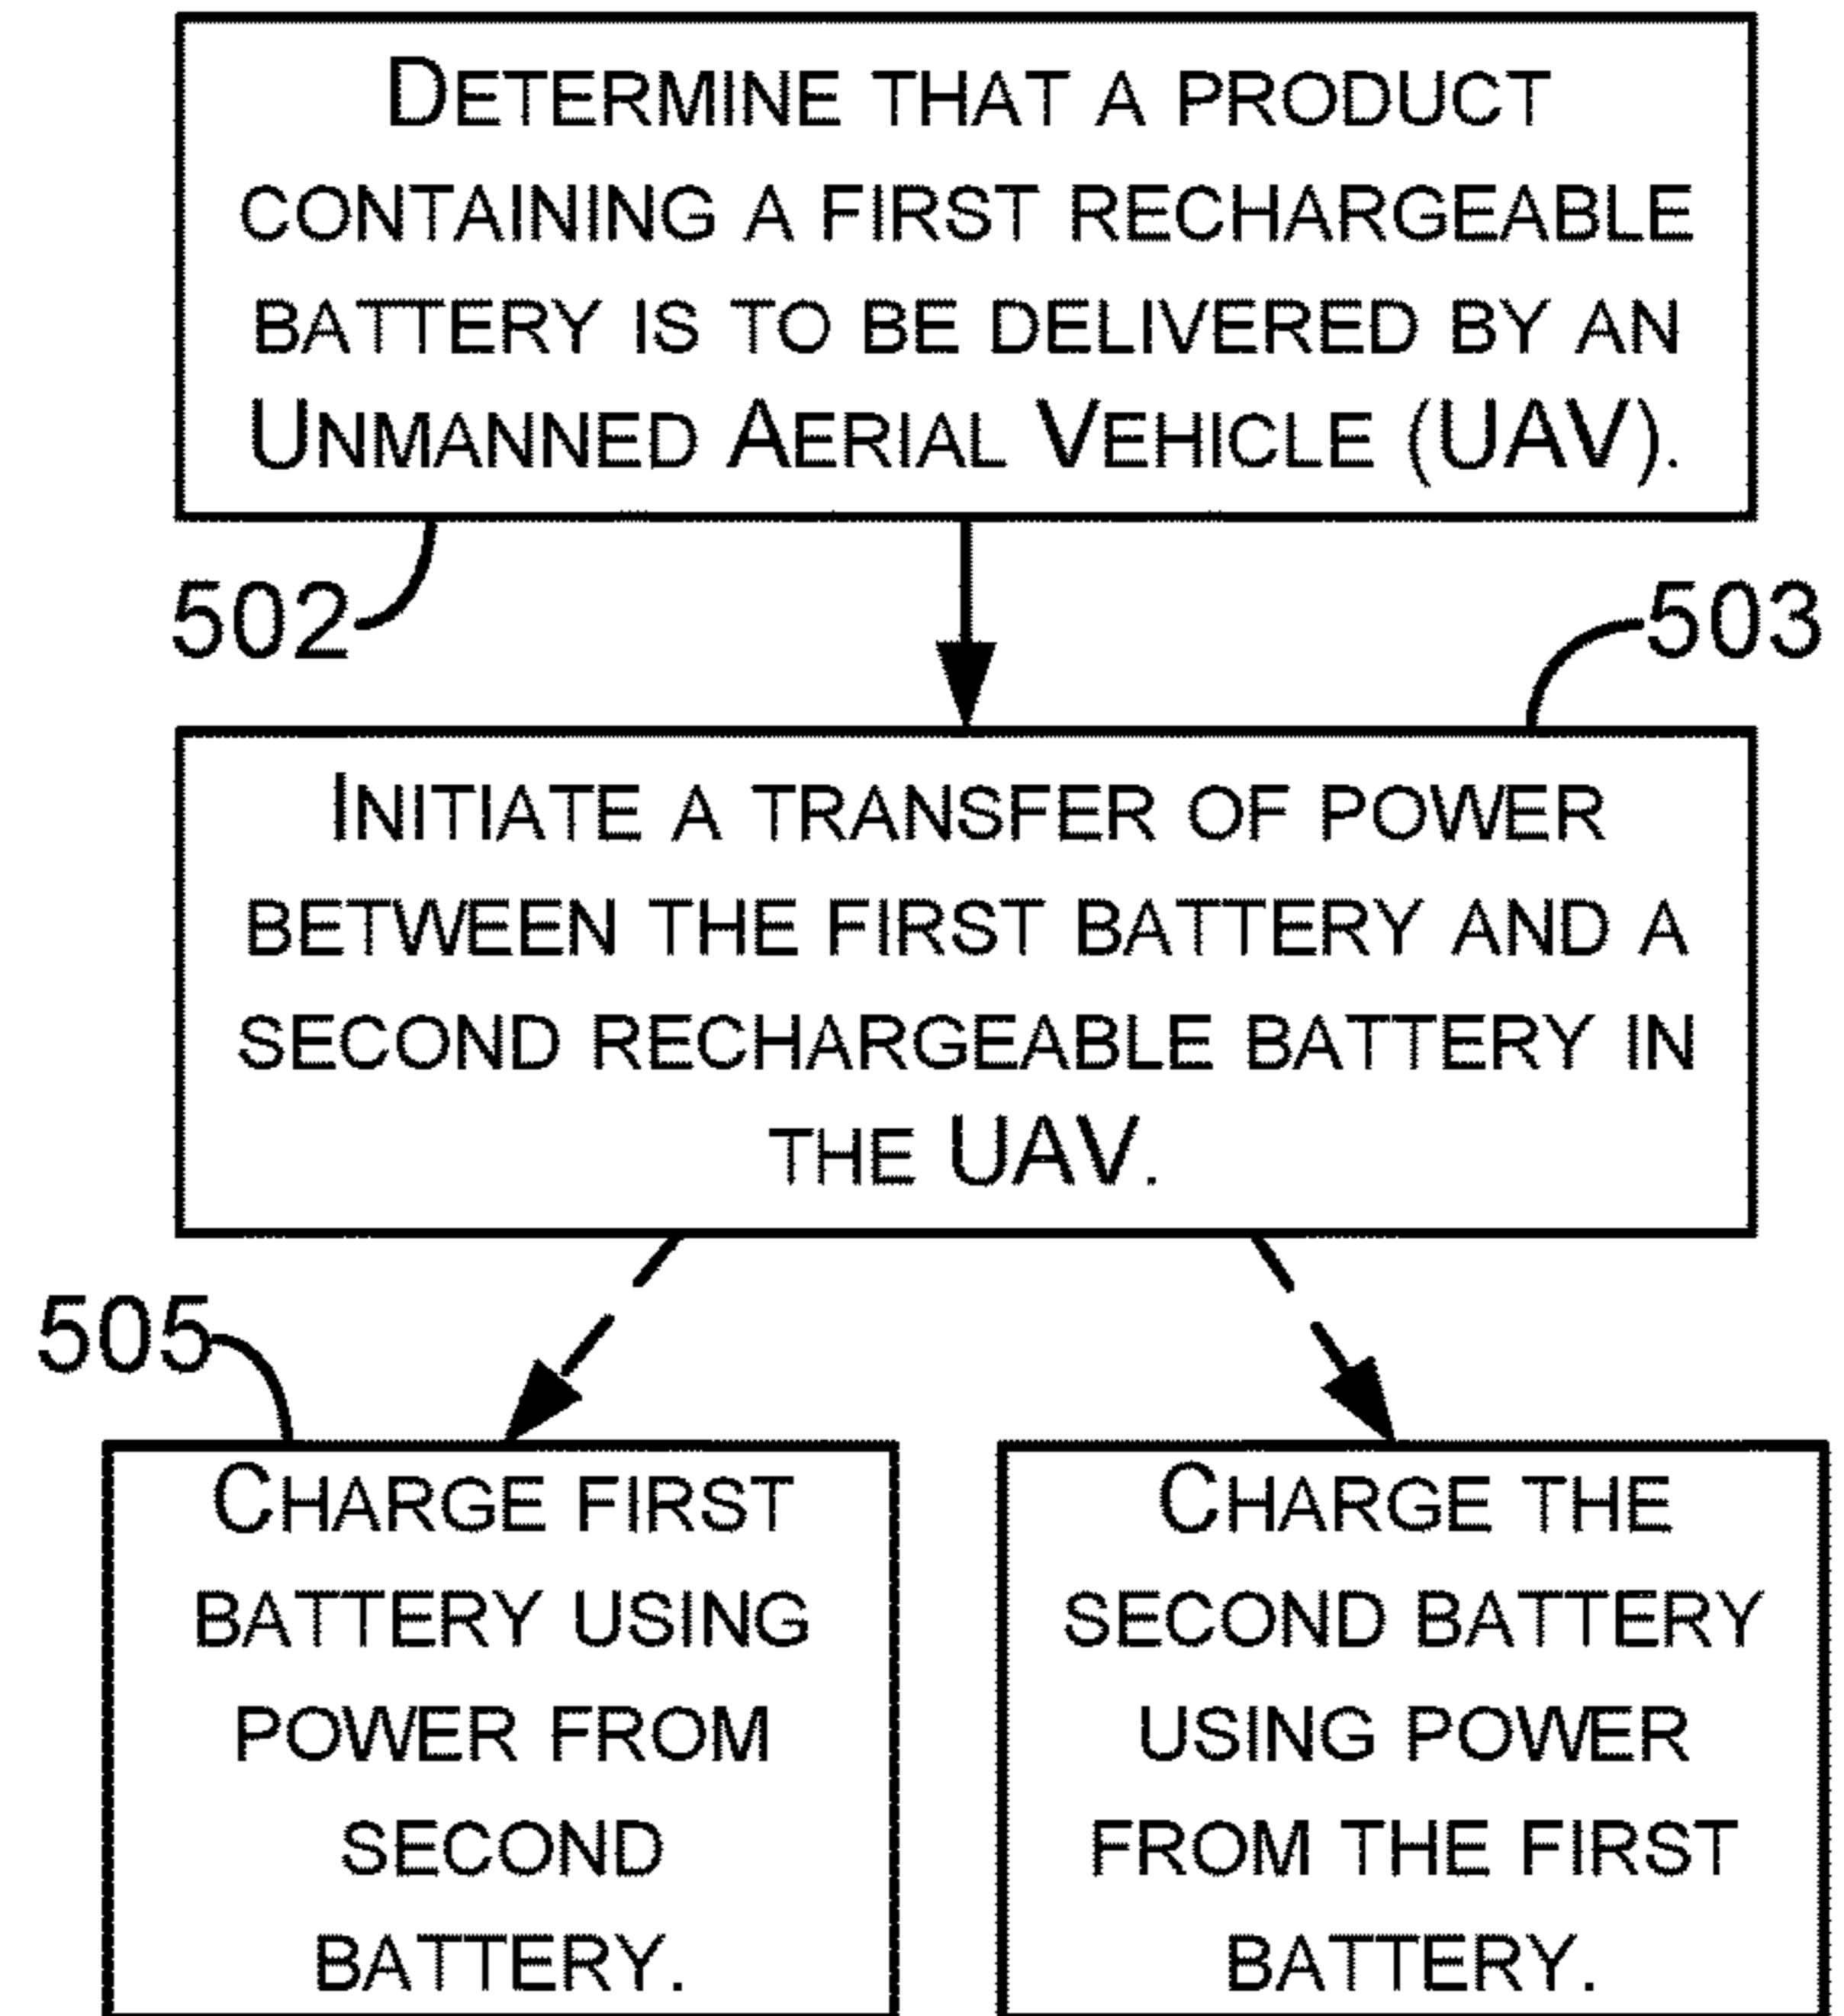 DETERMINE THAT A PRODUCT
CONTAINING A FIRST RECHARGEABLE
BATTERY IS TO BE DELIVERED BY AN
UNMANNED AERIAL VEHICLE (UAV).
502
503
INITIATE A TRANSFER OF POWER
BETWEEN THE FIRST BATTERY AND A
SECOND RECHARGEABLE BATTERY IN
THE UAV.
505
CHARGE FIRST
BATTERY USING
POWER FROM
SECOND
BATTERY.
CHARGE THE
SECOND BATTERY
USING POWER
FROM THE FIRST
BATTERY.